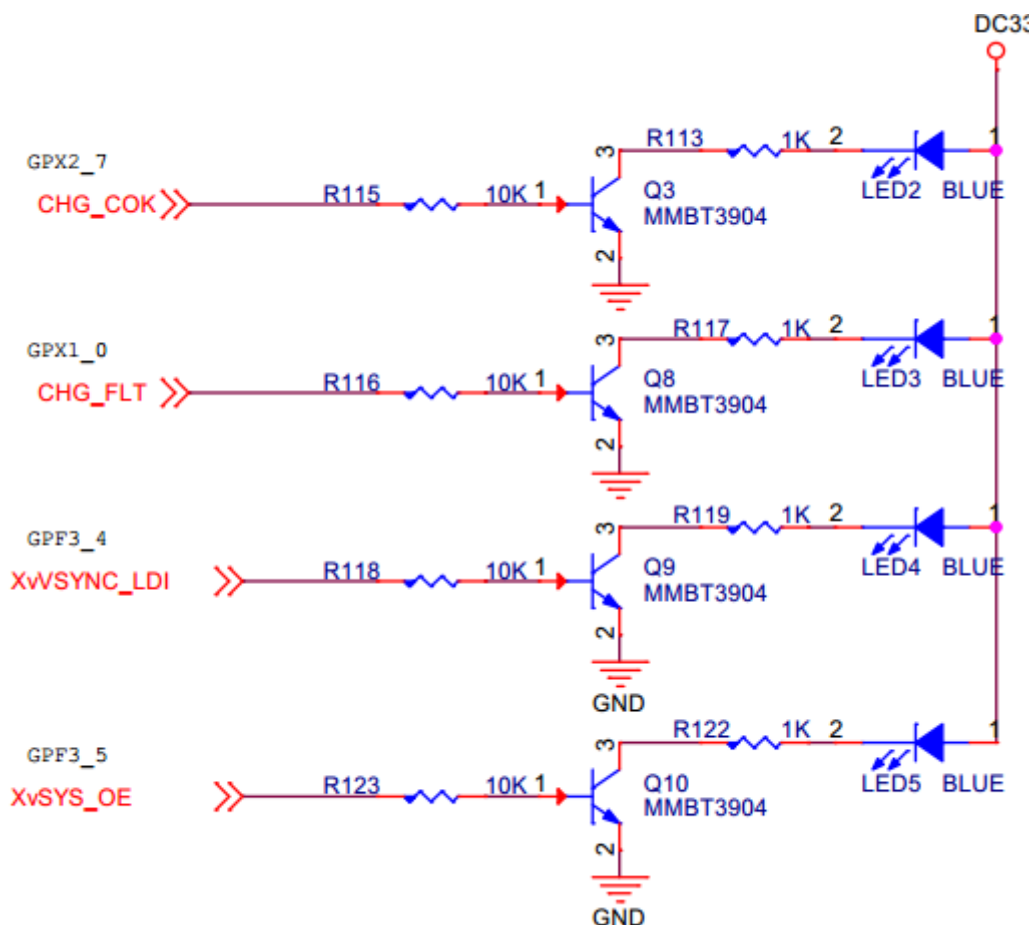 DC33
GPX2_7
CHG_COK
R115 10K 1
3
R113 1K 2
1
LED2 BLUE
Q3
MMBT3904
2
GPX1_0
CHG_FLT
R116 10K 1
3
R117 1K 2
1
LED3 BLUE
Q8
MMBT3904
2
GPF3_4
XvVSYNC_LDI
R118 10K 1
3
R119 1K 2
1
LED4 BLUE
Q9
MMBT3904
2
GND
GPF3_5
XvSYS_OE
R123 10K 1
3
R122 1K 2
1
LED5 BLUE
Q10
MMBT3904
2
GND